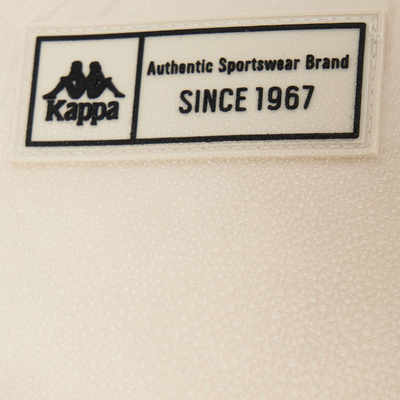 Kappa
Authentic Sportswear Brand
SINCE 1967